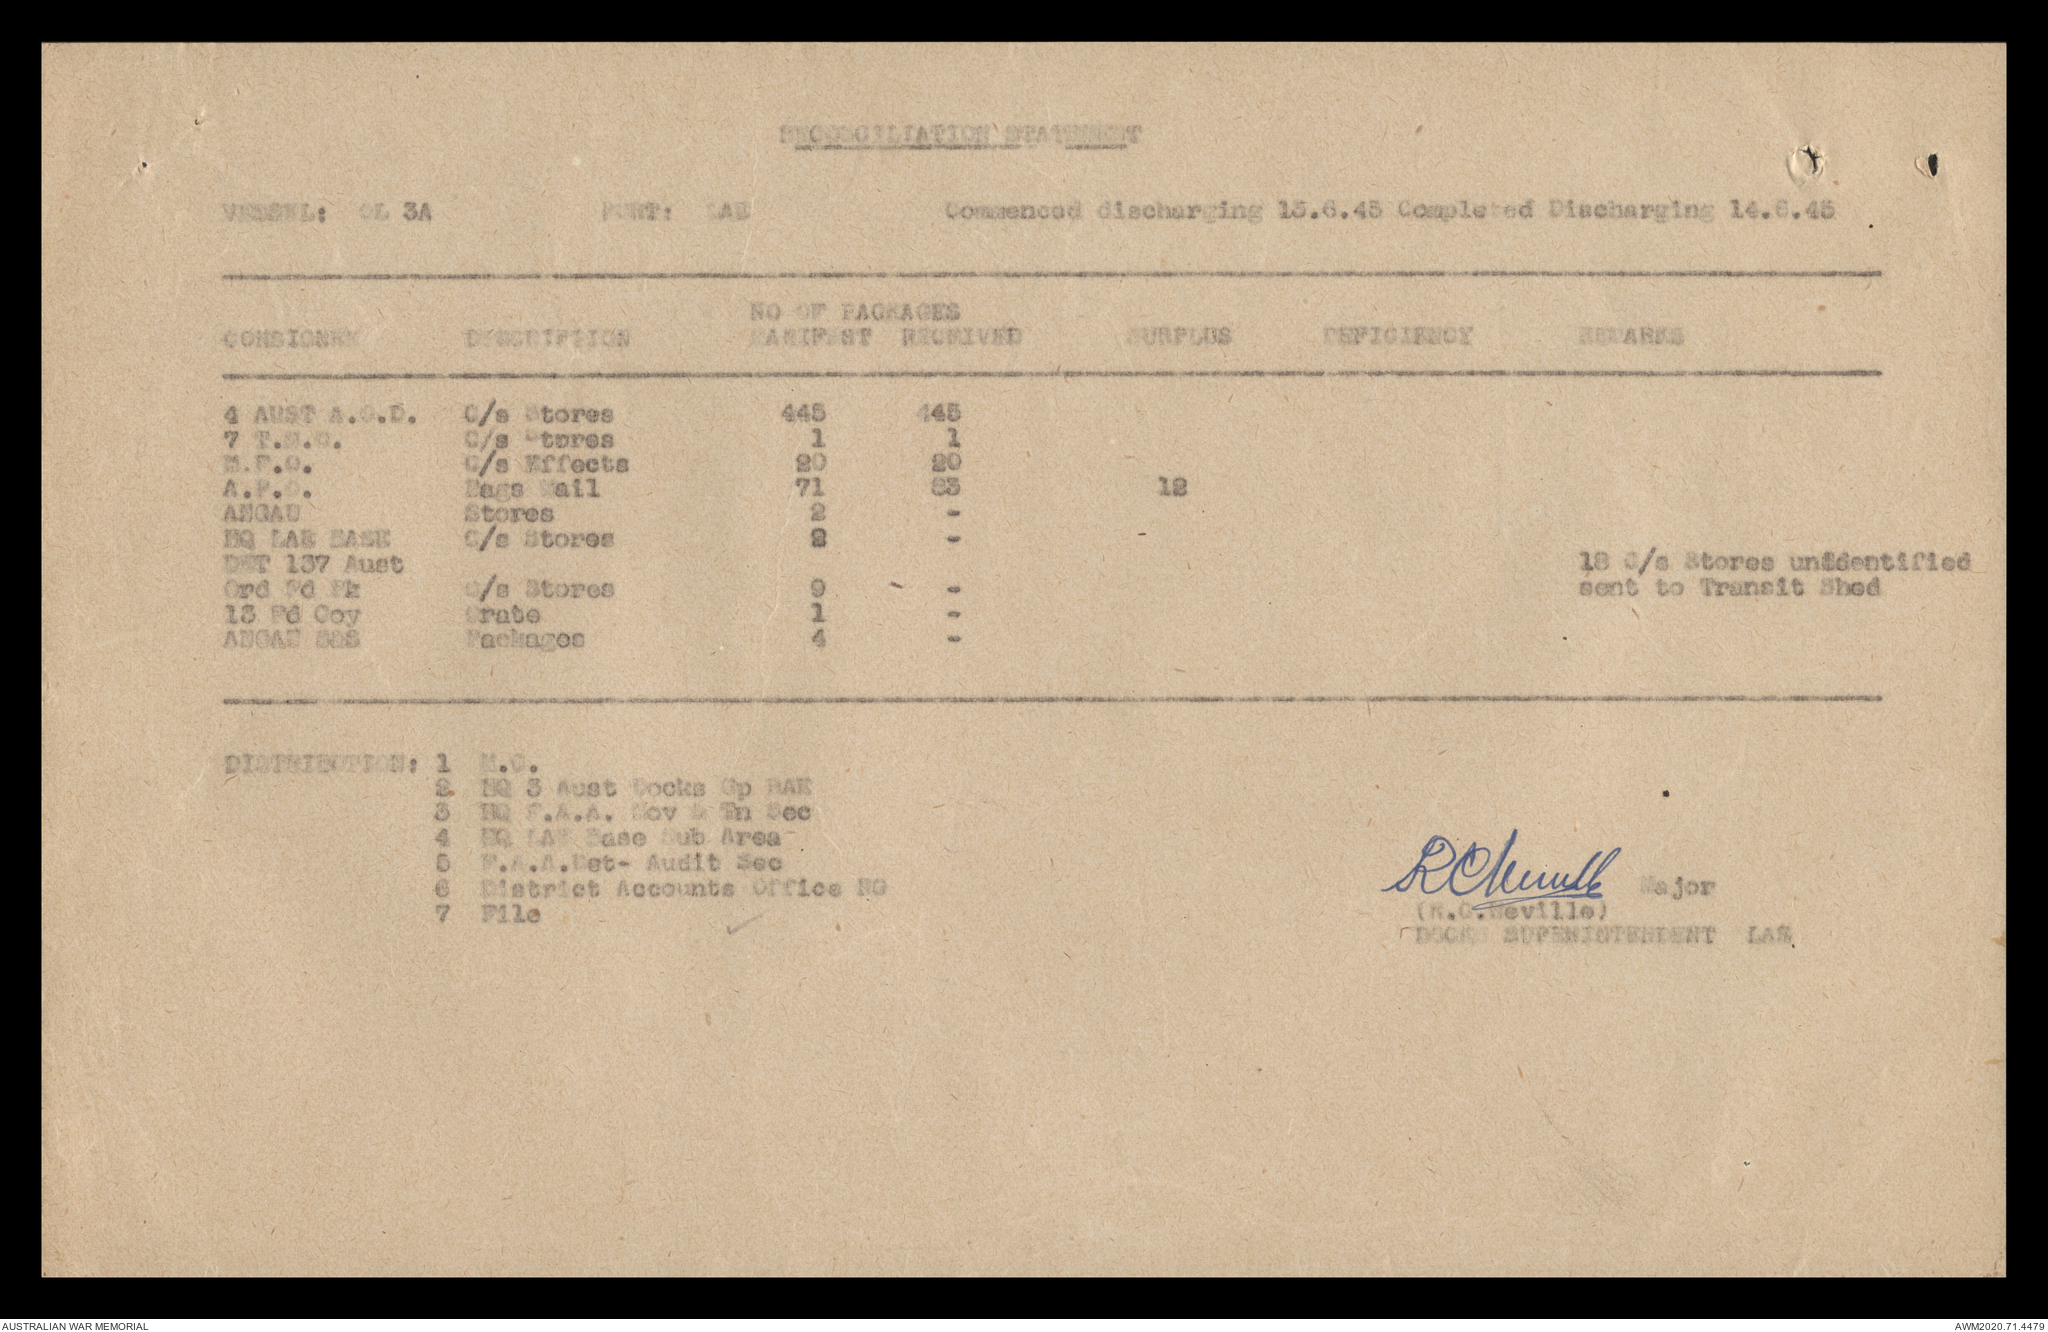 RECONCILIATION STATEMENT
VESSEL: OL 3A PORT: LAE Commenced discharging 13.6.45 Completed Discharging 14.6.45
NO OF PACKAGES
CONSIGNEE DESCRIPTION MANIFEST RECEIVED SURPLUS DEFICIENCY REMARKS
4 AUST A.O.D. C/s Stores 445 445
7 T.S.C. C/s Stores 1 1
M.F.O. C/s Effects 20 20
A.P.O. Bags Mail 71 83 12
ANGAU Stores 2 -
HQ LAE BASE C/s Stores 2 -
DET 137 Aust 18 C/s Stores unidentified
Ord Fd Pk C/s Stores 9 - sent to Transit Shed
13 Fd Coy Crate 1 -
ANGAU Packages 4 -
DISTRIBUTION: 1 M.C.
2 HQ 3 Aust Docks Gp RAE
3 HQ F.A.A. Mov & Tn Sec
4 HQ LAE Base Sub Area
5 F.A.A.Det- Audit Sec
6 District Accounts Office NG
7 File
RCNeville Major
(R.C.Neville)
DOCKS SUPERINTENDENT LAE
AUSTRALIAN WAR MEMORIAL AWM2020.71.4479